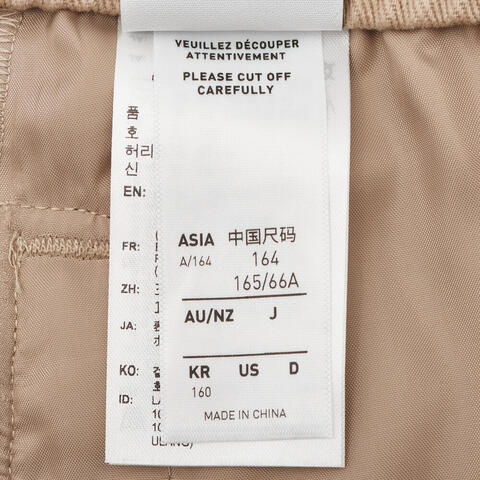 VEUILLEZ DÉCOUPER
ATTENTIVEMENT
PLEASE CUT OFF
CAREFULLY
품
호
허리
신
EN:
FR:
ZH:
JA:
KO:
ID:
ULANG)
ASIA 中国尺码
A/164 164
165/66A
AU/NZ J
KR US D
160
MADE IN CHINA